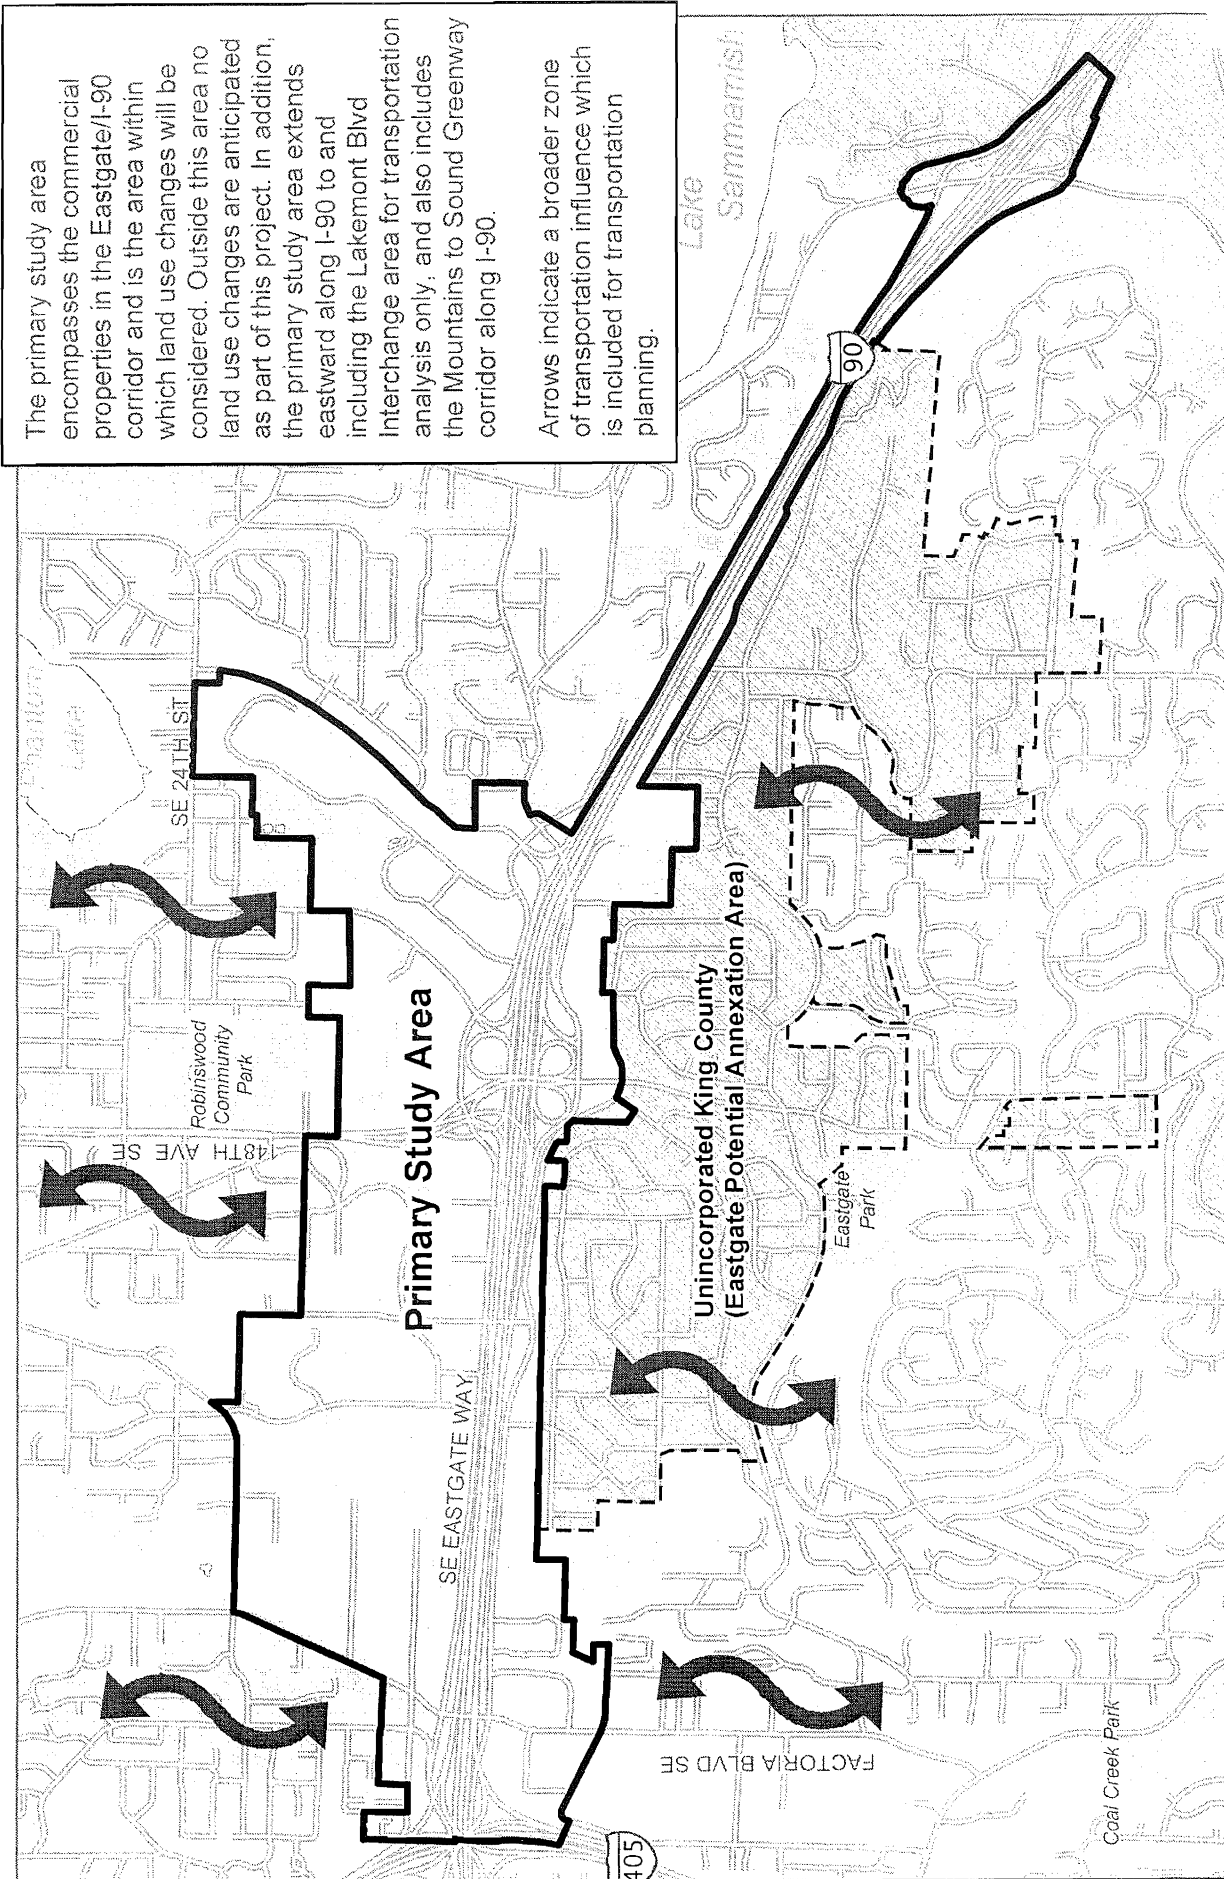 The primary study area
encompasses the commercial
properties in the Eastgate/I-90
corridor and is the area within
which land use changes will be
considered. Outside this area no
land use changes are anticipated
as part of this project. In addition,
the primary study area extends
eastward along I-90 to and
including the Lakemont Blvd
Interchange area for transportation
analysis only, and also includes
the Mountains to Sound Greenway
corridor along I-90.
Arrows indicate a broader zone
of transportation influence which
is included for transportation
planning.
Phantom
Lake
SE 24TH ST
Lake
Sammamish
Robinswood
Community
Park
148TH AVE SE
Primary Study Area
SE EASTGATE WAY
90
Unincorporated King County
(Eastgate Potential Annexation Area)
Eastgate
Park
FACTORIA BLVD SE
405
Coal Creek Park